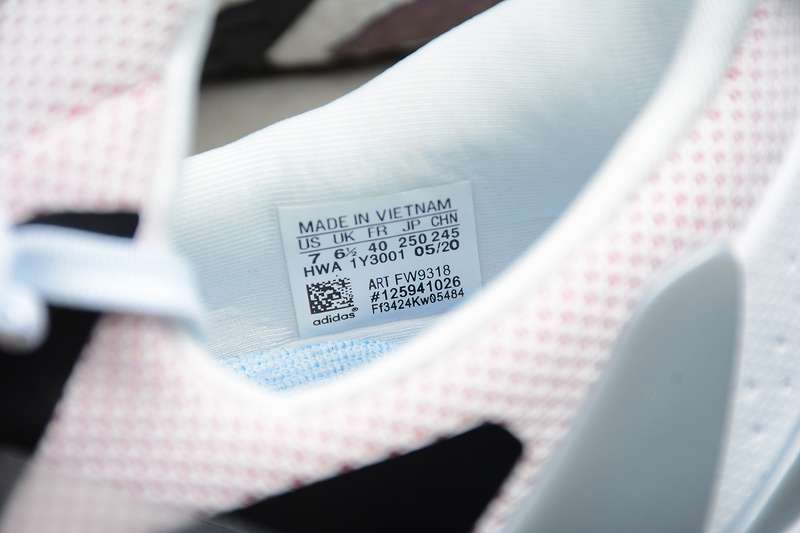 MADE IN VIETNAM
US UK FR JP CHN
7 6½ 40 250 245
HWA 1Y3001 05/20
ART FW9318
#125941026
Ff3424Kw05484
adidas®